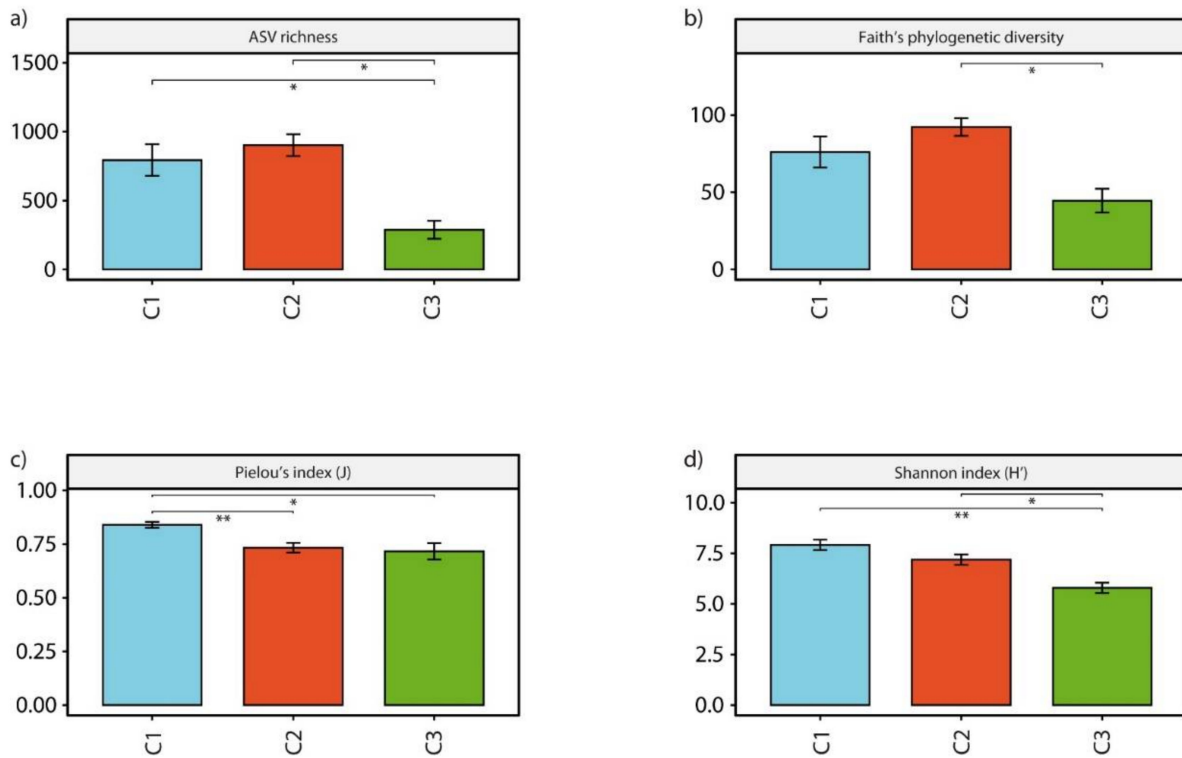 a)
ASV richness
1500
1000
500
0
*
*
C1
C2
C3
b)
Faith's phylogenetic diversity
100
50
0
*
C1
C2
C3
c)
Pielou's index (J)
1.00
0.75
0.50
0.25
0.00
*
**
C1
C2
C3
d)
Shannon index (H')
10.0
7.5
5.0
2.5
0.0
*
**
C1
C2
C3